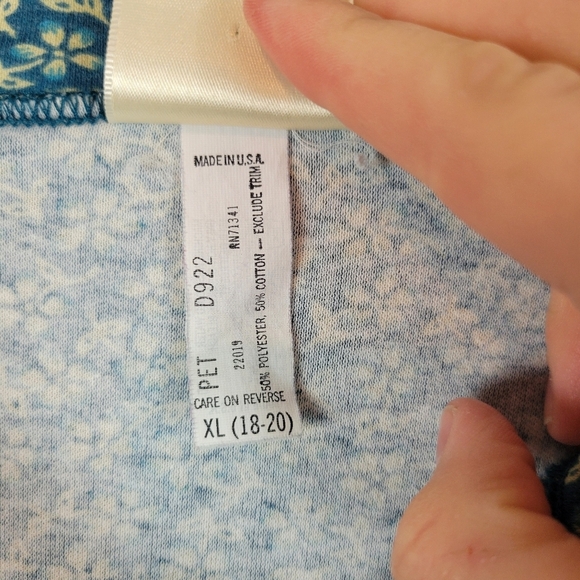 MADE IN U.S.A.
PET D922
22019 RN71341
50% POLYESTER, 50% COTTON — EXCLUDE TRIM
CARE ON REVERSE
XL (18-20)